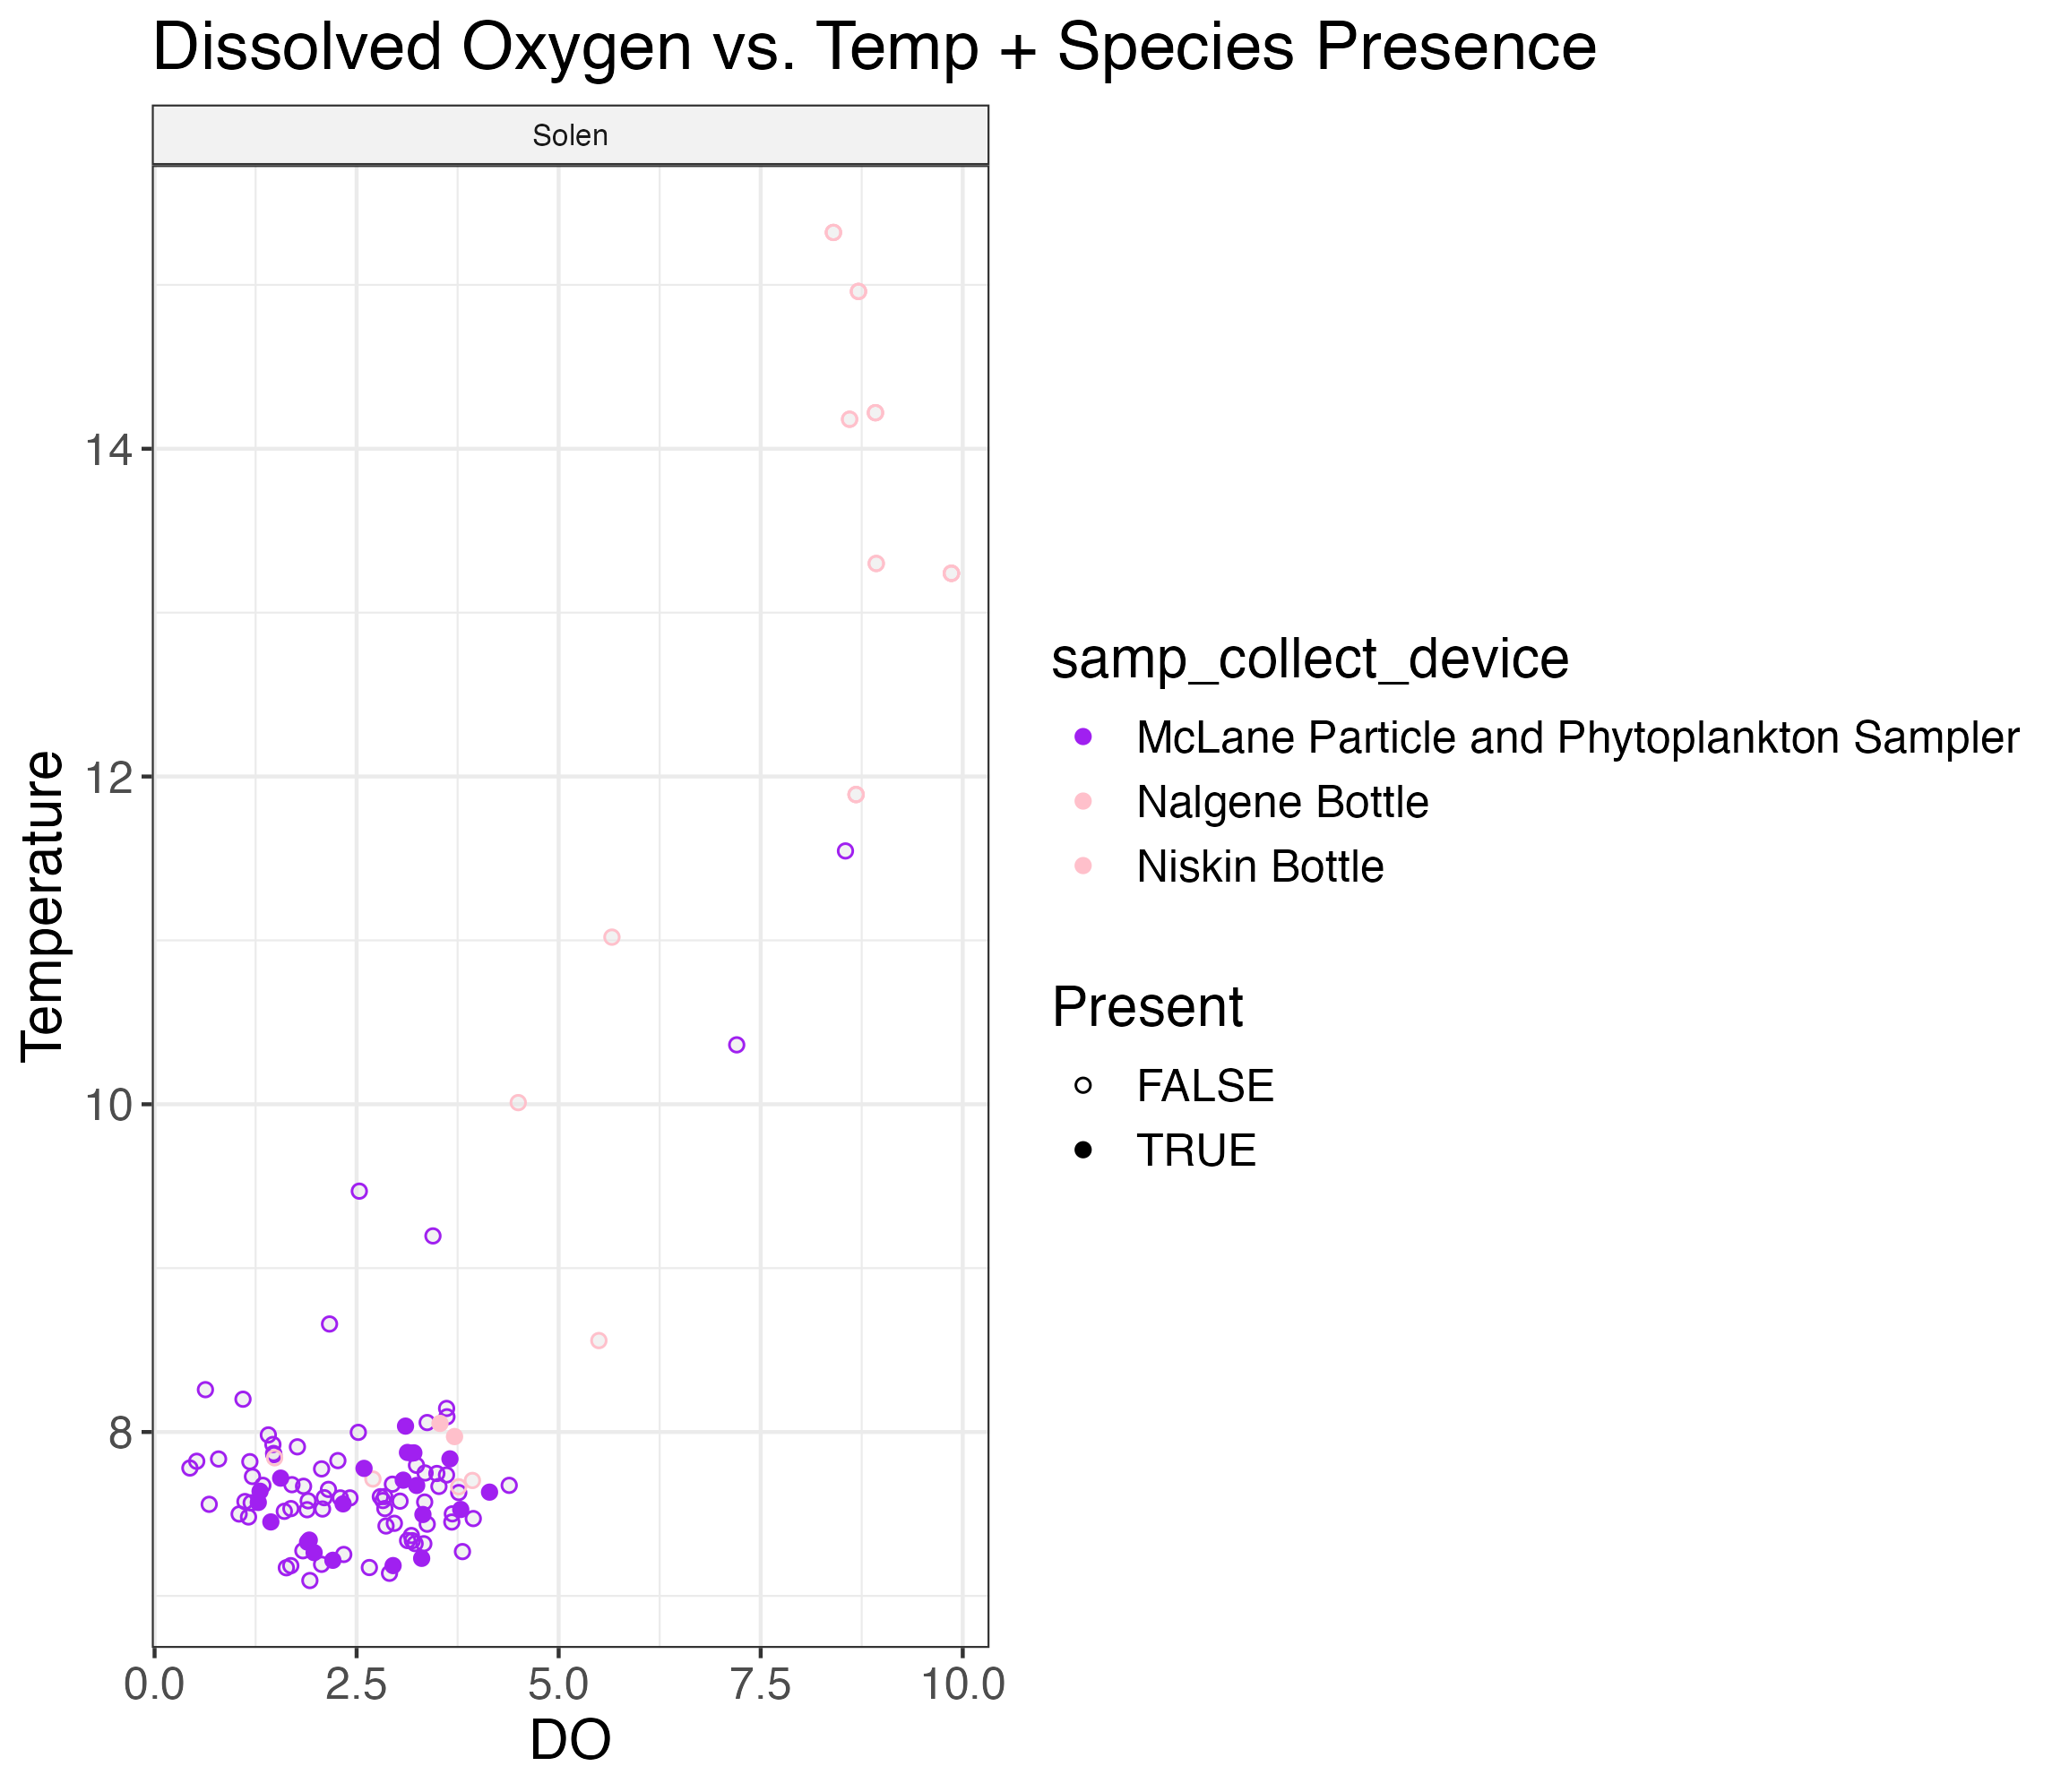 Dissolved Oxygen vs. Temp + Species Presence
Solen
14
12
10
8
Temperature
0.0 2.5 5.0 7.5 10.0
DO
samp_collect_device
McLane Particle and Phytoplankton Sampler
Nalgene Bottle
Niskin Bottle
Present
FALSE
TRUE